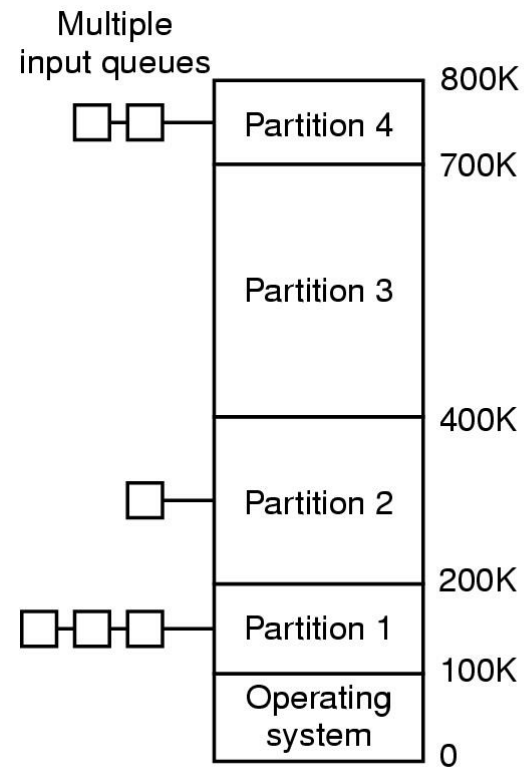 Multiple
input queues
800K
Partition 4
700K
Partition 3
400K
Partition 2
200K
Partition 1
100K
Operating
system
0